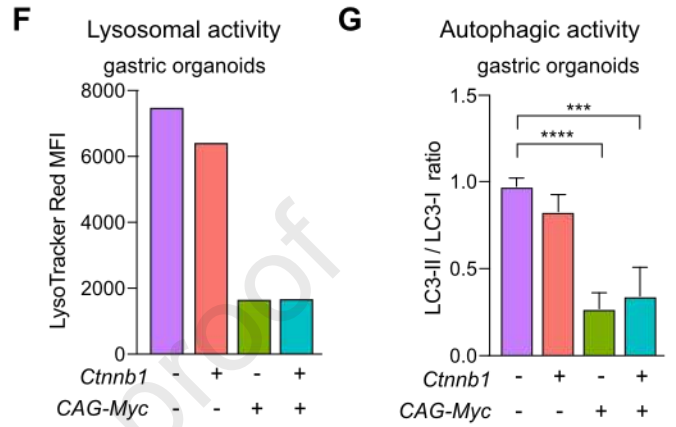 F
Lysosomal activity
gastric organoids
LysoTracker Red MFI
8000
6000
4000
2000
0
Ctnnb1 - + - +
CAG-Myc - - + +
G
Autophagic activity
gastric organoids
LC3-II / LC3-I ratio
1.5
1.0
0.5
0.0
***
****
Ctnnb1 - + - +
CAG-Myc - - + +
proof